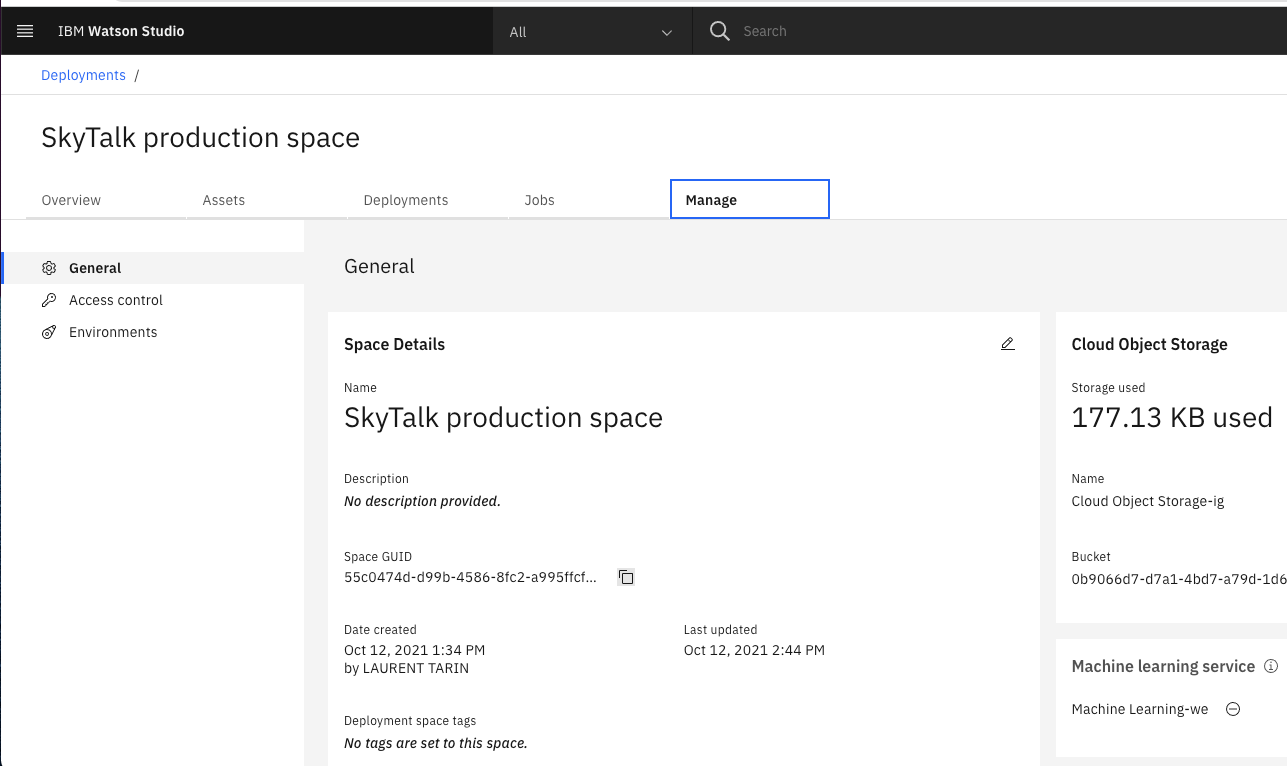 IBM Watson Studio
All
Search
Deployments /
SkyTalk production space
Overview
Assets
Deployments
Jobs
Manage
General
Access control
Environments
General
Space Details
Name
SkyTalk production space
Description
No description provided.
Space GUID
55c0474d-d99b-4586-8fc2-a995ffcf...
Date created
Oct 12, 2021 1:34 PM
by LAURENT TARIN
Last updated
Oct 12, 2021 2:44 PM
Deployment space tags
No tags are set to this space.
Cloud Object Storage
Storage used
177.13 KB used
Name
Cloud Object Storage-ig
Bucket
0b9066d7-d7a1-4bd7-a79d-1d6
Machine learning service
Machine Learning-we